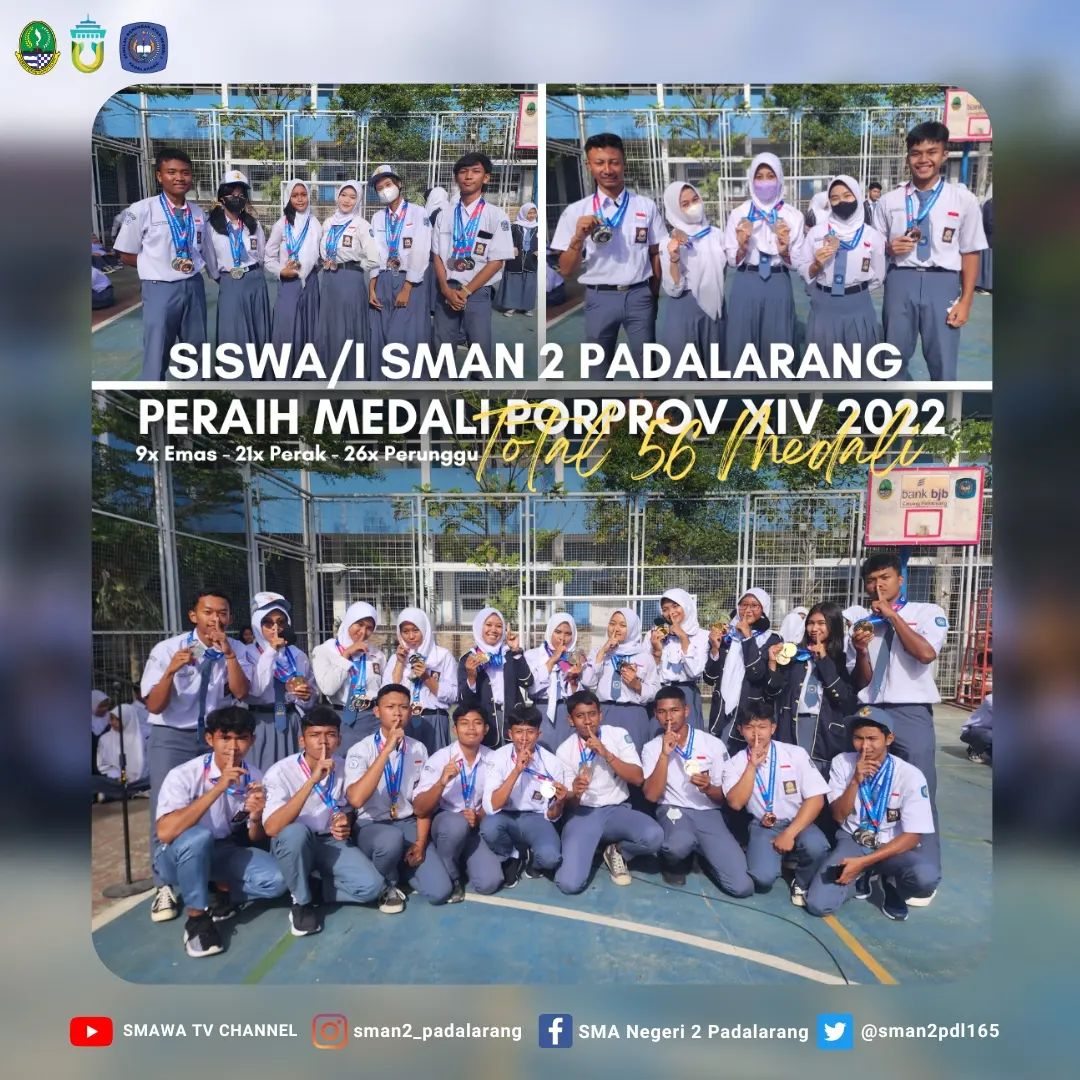 SISWA/I SMAN 2 PADALARANG
PERAIH MEDALI PORPROV XIV 2022
9x Emas - 21x Perak - 26x Perunggu
Total 56 Medali
bank bjb
SMAWA TV CHANNEL
sman2_padalarang
SMA Negeri 2 Padalarang
@sman2pdl165